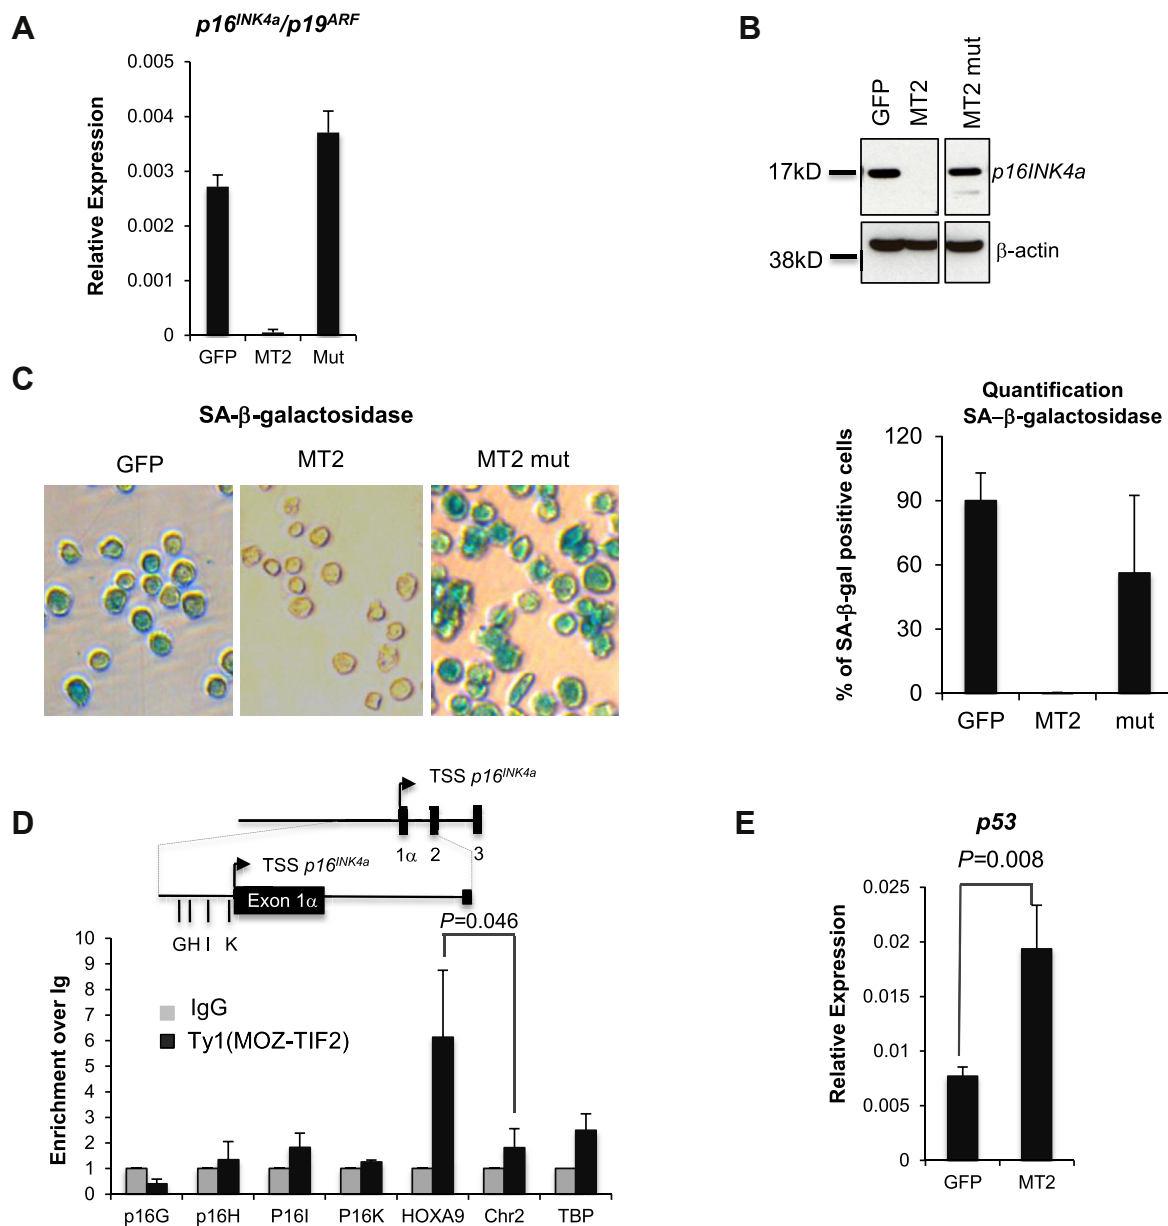 A
p16INK4a/p19ARF
Relative Expression
0.005
0.004
0.003
0.002
0.001
0
GFP MT2 Mut
B
GFP MT2 MT2 mut
17kD
p16INK4a
38kD
β-actin
C
SA-β-galactosidase
GFP MT2 MT2 mut
Quantification
SA–β-galactosidase
% of SA-β-gal positive cells
120
90
60
30
0
GFP MT2 mut
D
TSS p16INK4a
1α 2 3
TSS p16INK4a
Exon 1α
GH I K
P=0.046
Enrichment over Ig
10
9
8
7
6
5
4
3
2
1
0
IgG
Ty1(MOZ-TIF2)
p16G p16H P16I P16K HOXA9 Chr2 TBP
E
p53
P=0.008
Relative Expression
0.025
0.02
0.015
0.01
0.005
0
GFP MT2